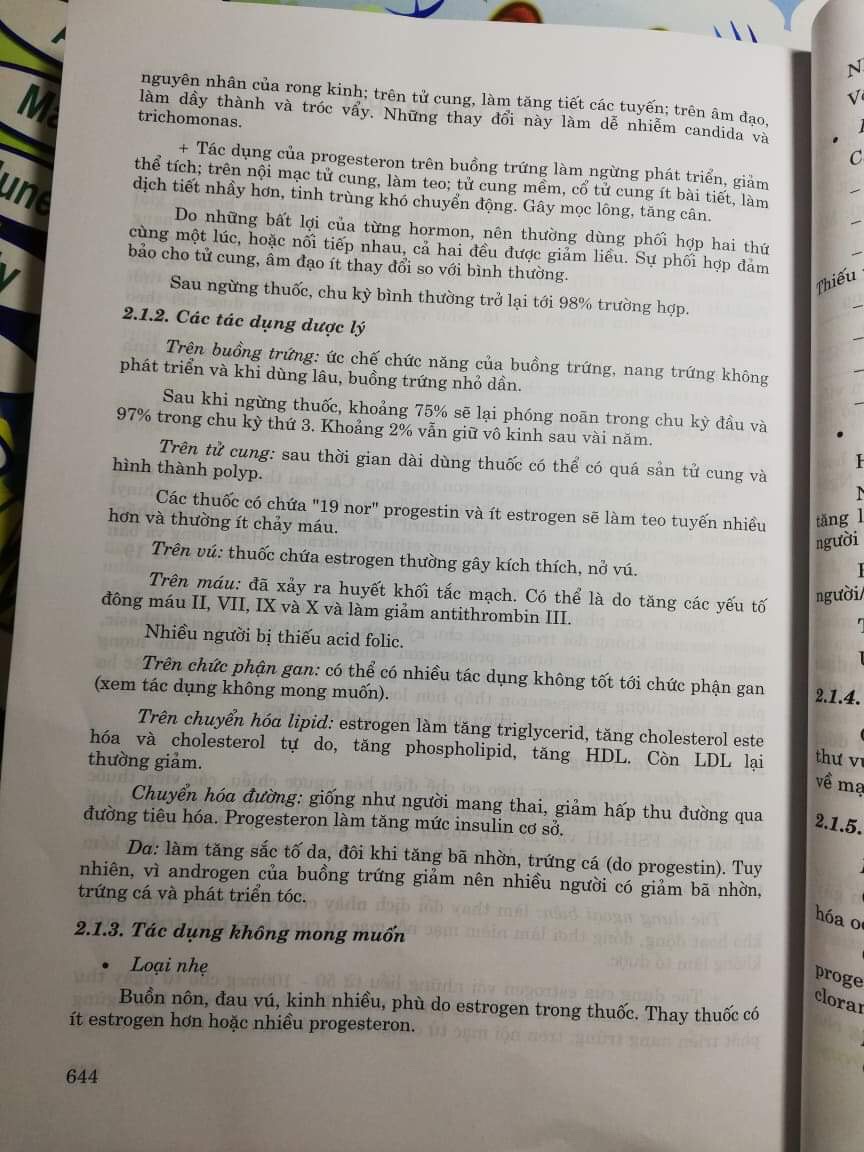 nguyên nhân của rong kinh; trên tử cung, làm tăng tiết các tuyến; trên âm đạo,
làm dầy thành và tróc vẩy. Những thay đổi này làm dễ nhiễm candida và
trichomonas.
+ Tác dụng của progesteron trên buồng trứng làm ngừng phát triển, giảm
thể tích; trên nội mạc tử cung, làm teo; tử cung mềm, cổ tử cung ít bài tiết, làm
dịch tiết nhầy hơn, tinh trùng khó chuyển động. Gây mọc lông, tăng cân.
Do những bất lợi của từng hormon, nên thường dùng phối hợp hai thứ
cùng một lúc, hoặc nối tiếp nhau, cả hai đều được giảm liều. Sự phối hợp đảm
bảo cho tử cung, âm đạo ít thay đổi so với bình thường.
Sau ngừng thuốc, chu kỳ bình thường trở lại tới 98% trường hợp.
2.1.2. Các tác dụng dược lý
Trên buồng trứng: ức chế chức năng của buồng trứng, nang trứng không
phát triển và khi dùng lâu, buồng trứng nhỏ dần.
Sau khi ngừng thuốc, khoảng 75% sẽ lại phóng noãn trong chu kỳ đầu và
97% trong chu kỳ thứ 3. Khoảng 2% vẫn giữ vô kinh sau vài năm.
Trên tử cung: sau thời gian dài dùng thuốc có thể có quá sản tử cung và
hình thành polyp.
Các thuốc có chứa "19 nor" progestin và ít estrogen sẽ làm teo tuyến nhiều
hơn và thường ít chảy máu.
Trên vú: thuốc chứa estrogen thường gây kích thích, nở vú.
Trên máu: đã xảy ra huyết khối tắc mạch. Có thể là do tăng các yếu tố
đông máu II, VII, IX và X và làm giảm antithrombin III.
Nhiều người bị thiếu acid folic.
Trên chức phận gan: có thể có nhiều tác dụng không tốt tới chức phận gan
(xem tác dụng không mong muốn).
Trên chuyển hóa lipid: estrogen làm tăng triglycerid, tăng cholesterol este
hóa và cholesterol tự do, tăng phospholipid, tăng HDL. Còn LDL lại
thường giảm.
Chuyển hóa đường: giống như người mang thai, giảm hấp thu đường qua
đường tiêu hóa. Progesteron làm tăng mức insulin cơ sở.
Da: làm tăng sắc tố da, đôi khi tăng bã nhờn, trứng cá (do progestin). Tuy
nhiên, vì androgen của buồng trứng giảm nên nhiều người có giảm bã nhờn,
trứng cá và phát triển tóc.
2.1.3. Tác dụng không mong muốn
• Loại nhẹ
Buồn nôn, đau vú, kinh nhiều, phù do estrogen trong thuốc. Thay thuốc có
ít estrogen hơn hoặc nhiều progesteron.
644
Thiếu
tăng
người
người/
2.1.4.
thư
về
2.1.5.
hóa